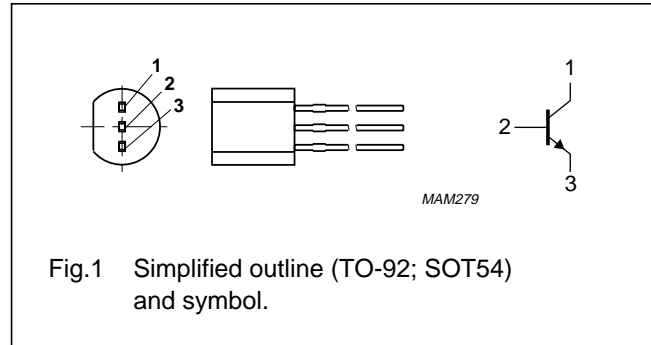 1
2
3
1
2
3
MAM279
Fig.1 Simplified outline (TO-92; SOT54)
and symbol.